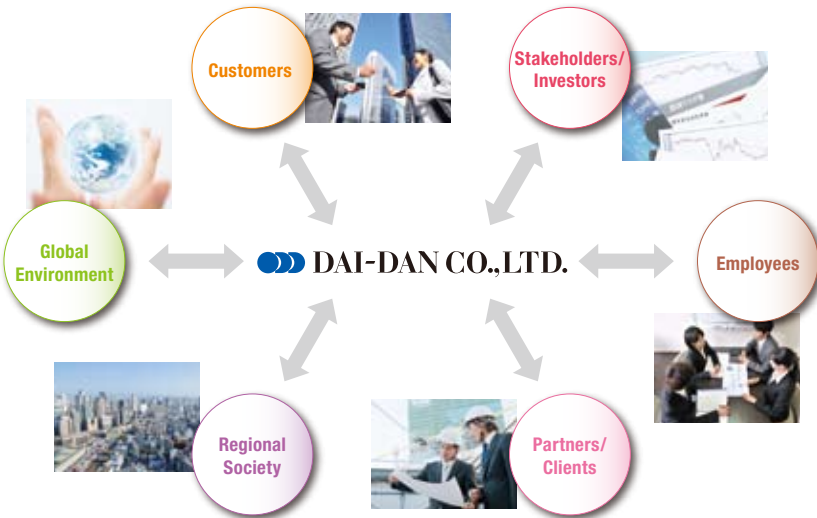 Customers
Stakeholders/
Investors
Global
Environment
DAI-DAN CO.,LTD.
Employees
Regional
Society
Partners/
Clients